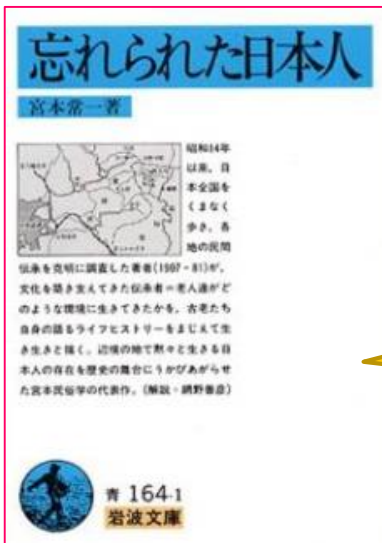 忘れられた日本人
宮本常一著
昭和14年
以来、日
本全国を
くまなく
歩き、各
地の民間
伝承を克明に調査した著者(1907-81)が、
文化を築き支えてきた伝承者=老人達がど
のような環境に生きてきたかを、古老たち
自身の語るライフヒストリーをまじえて生
き生きと描く。辺境の地で黙々と生きる日
本人の存在を歴史の舞台にうかびあがらせ
た宮本民俗学の代表作。(解説・網野善彦)
青 164-1
岩波文庫